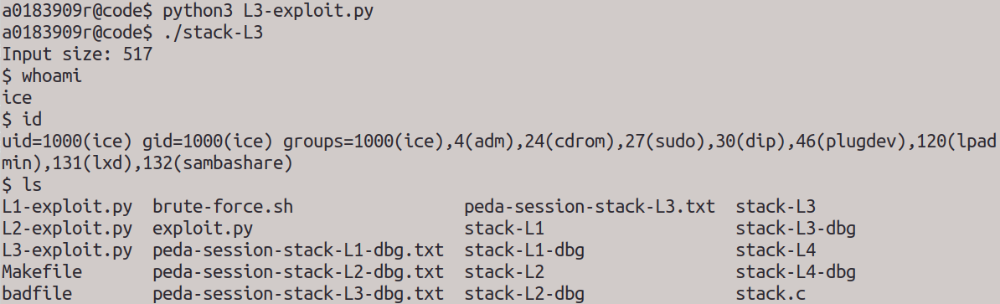 a0183909r@code$ python3 L3-exploit.py
a0183909r@code$ ./stack-L3
Input size: 517
$ whoami
ice
$ id
uid=1000(ice) gid=1000(ice) groups=1000(ice),4(adm),24(cdrom),27(sudo),30(dip),46(plugdev),120(lpad
min),131(lxd),132(sambashare)
$ ls
L1-exploit.py  brute-force.sh                 peda-session-stack-L3.txt  stack-L3
L2-exploit.py  exploit.py                     stack-L1                   stack-L3-dbg
L3-exploit.py  peda-session-stack-L1-dbg.txt  stack-L1-dbg               stack-L4
Makefile       peda-session-stack-L2-dbg.txt  stack-L2                   stack-L4-dbg
badfile        peda-session-stack-L3-dbg.txt  stack-L2-dbg               stack.c